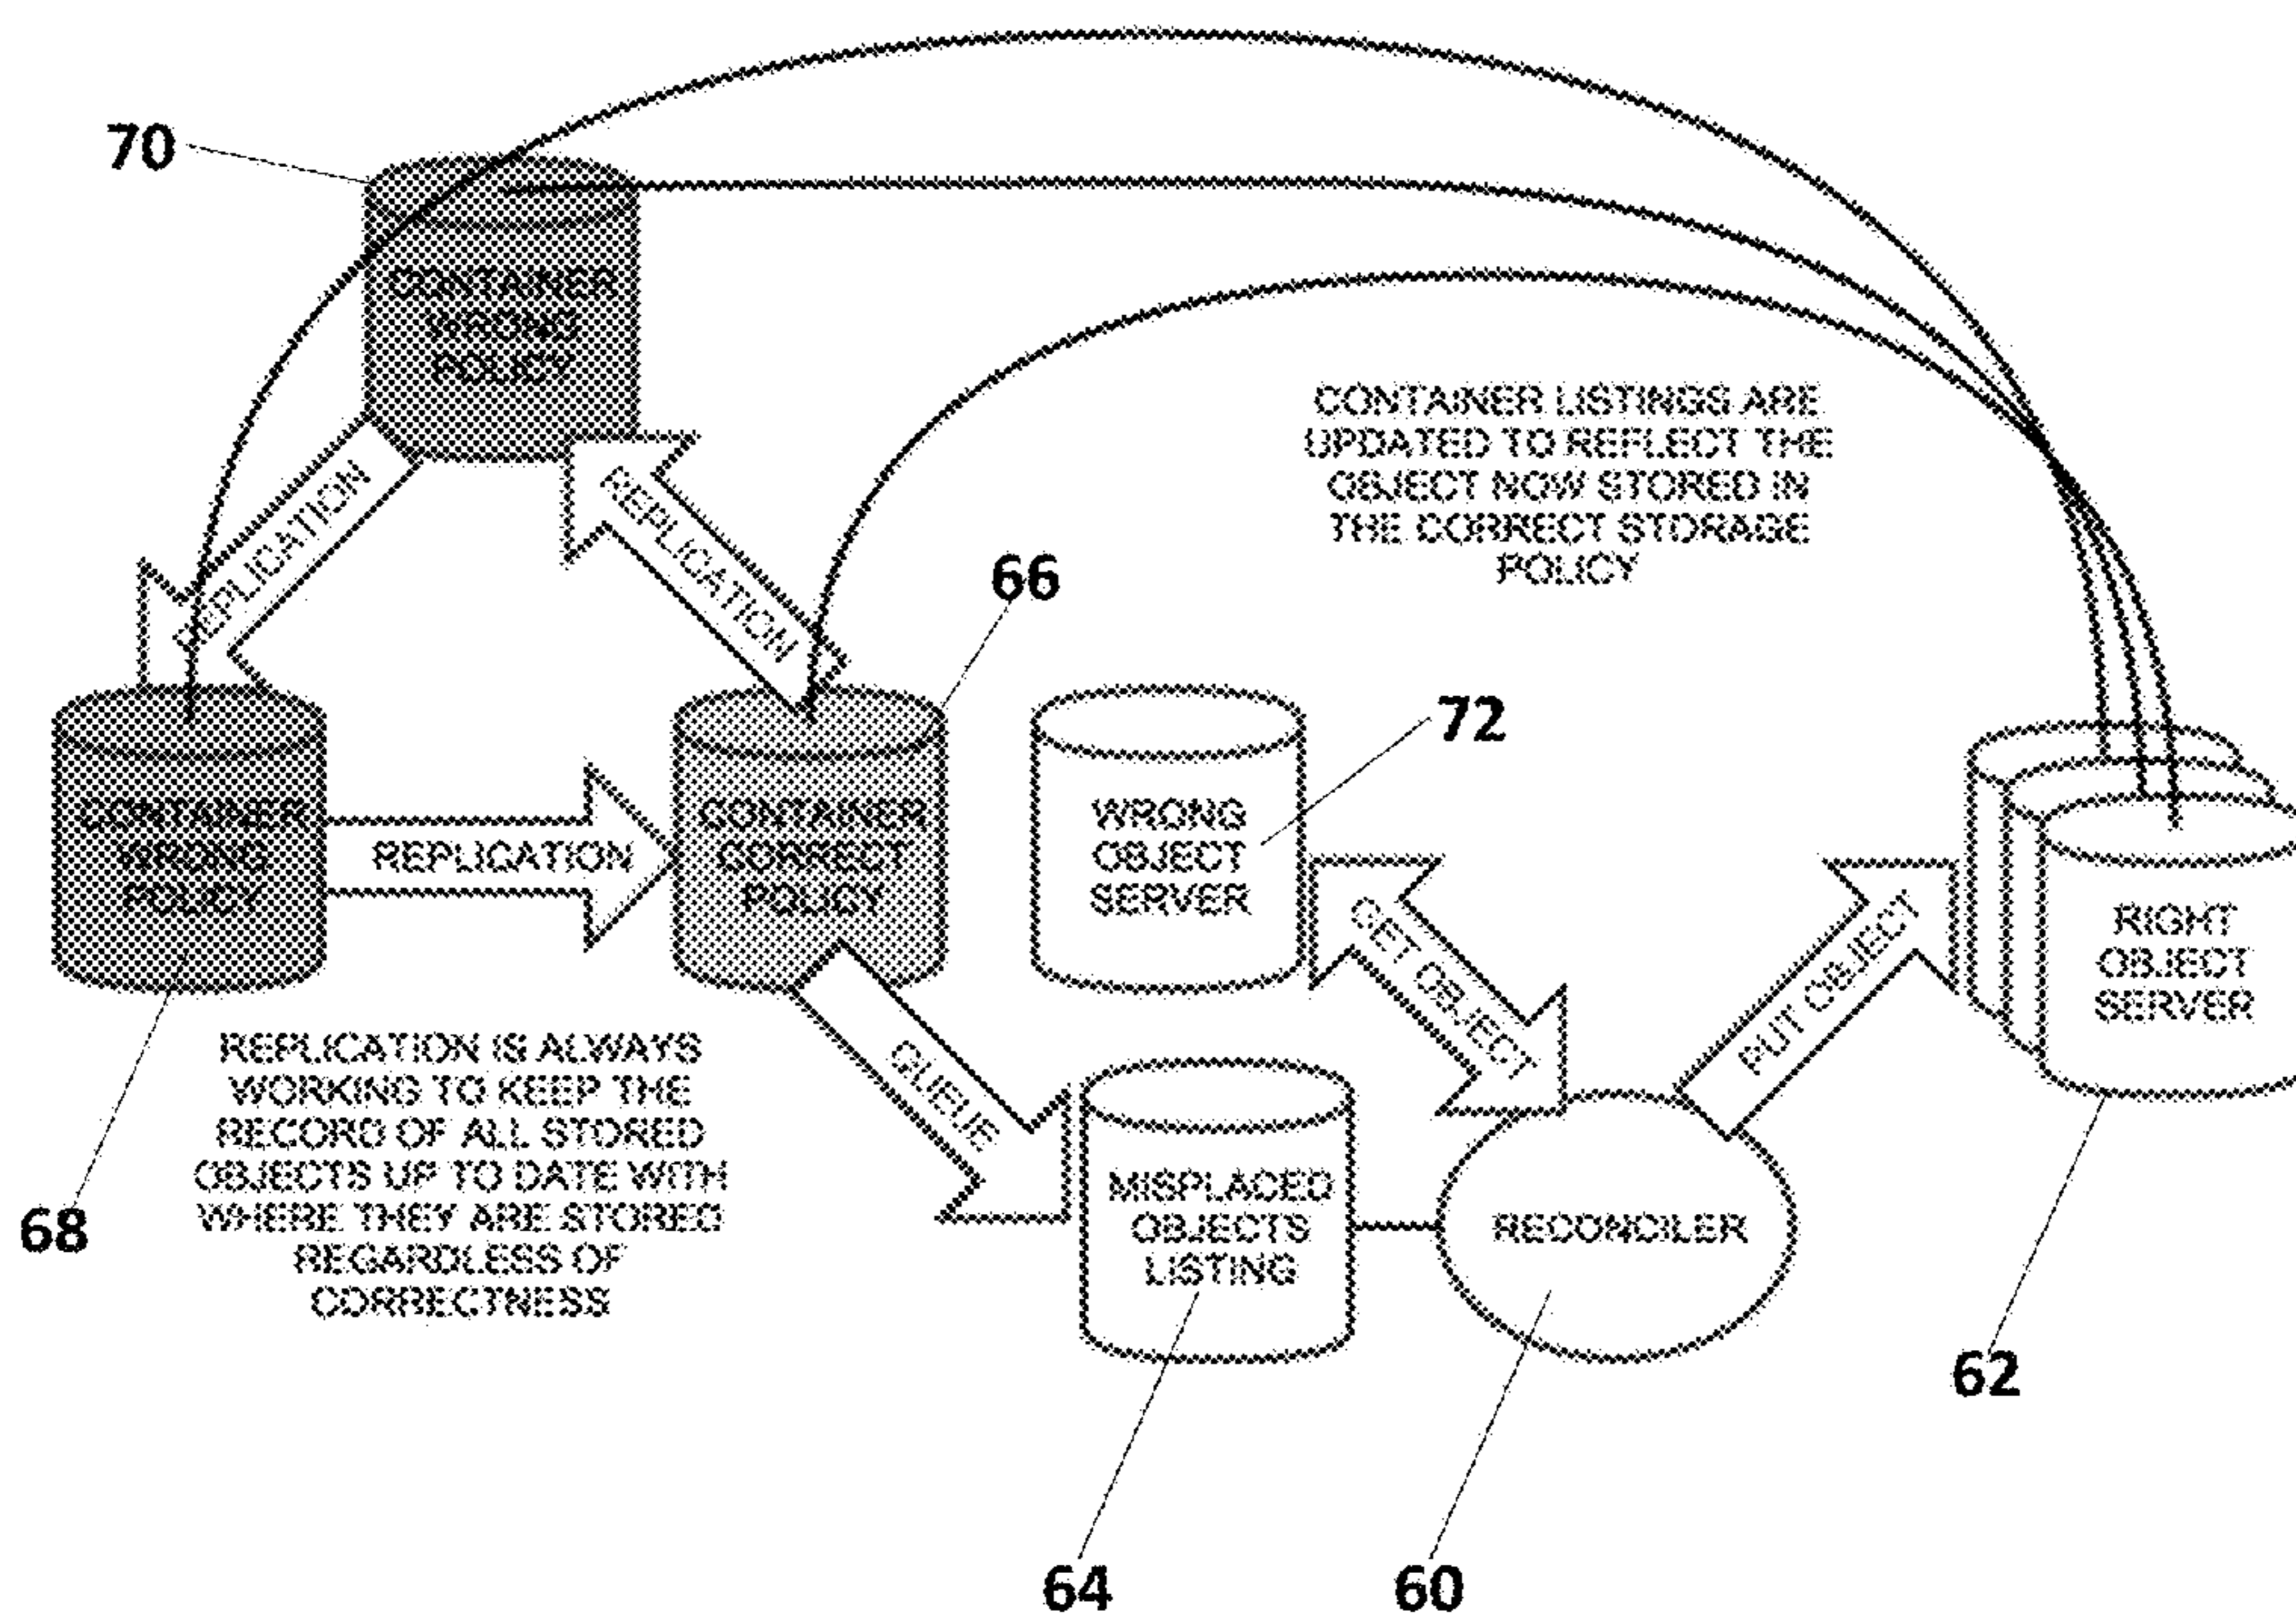 70
CONTAINER
WRONG
POLICY
CONTAINER LISTINGS ARE
UPDATED TO REFLECT THE
OBJECT NOW STORED IN
THE CORRECT STORAGE
POLICY
REPLICATION
REPLICATION
66
72
CONTAINER
WRONG
POLICY
REPLICATION
CONTAINER
CORRECT
POLICY
WRONG
OBJECT
SERVER
GET OBJECT
PUT OBJECT
RIGHT
OBJECT
SERVER
REPLICATION IS ALWAYS
WORKING TO KEEP THE
RECORD OF ALL STORED
OBJECTS UP TO DATE WITH
WHERE THEY ARE STORED
REGARDLESS OF
CORRECTNESS
QUEUE
MISPLACED
OBJECTS
LISTING
RECONCILER
68
62
64
60